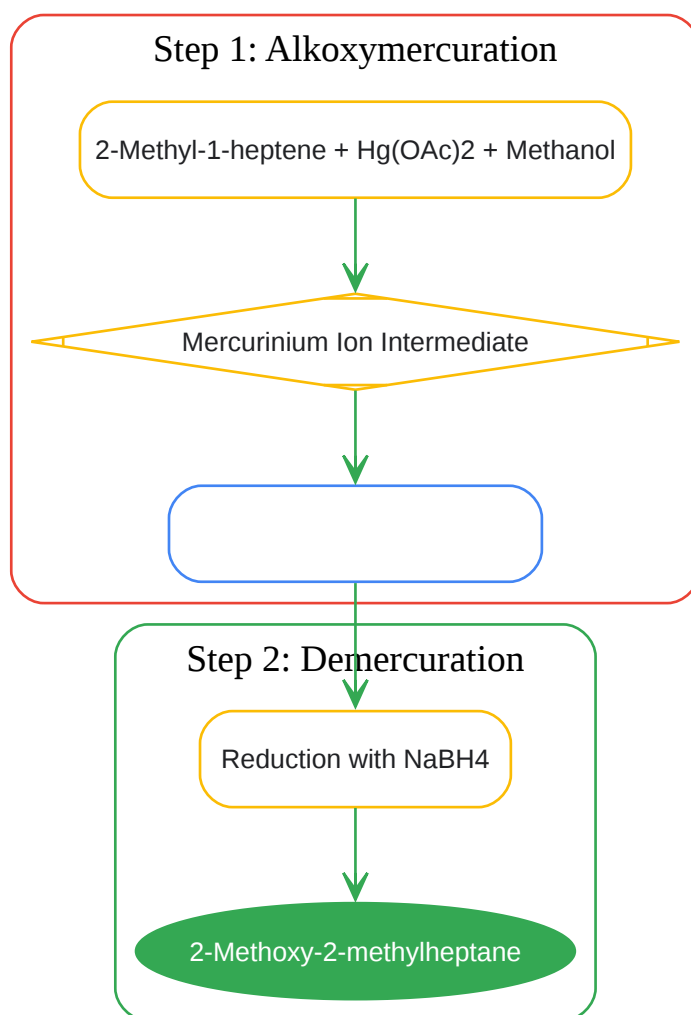 Step 1: Alkoxymercuration
2-Methyl-1-heptene + Hg(OAc)2 + Methanol
Mercurinium Ion Intermediate
Step 2: Demercuration
Reduction with NaBH4
2-Methoxy-2-methylheptane